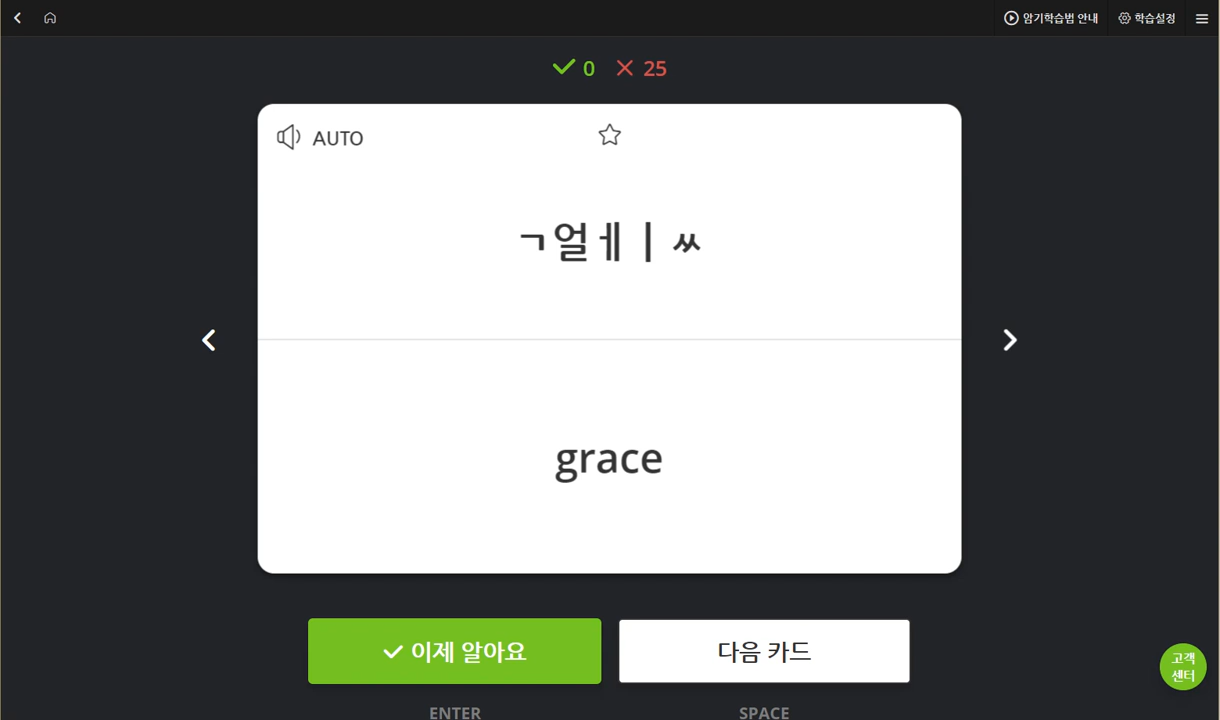 암기학습법 안내 학습설정
0 25
AUTO
ㄱ얼ㅔㅣㅆ
grace
이제 알아요 다음 카드
고객
센터
ENTER SPACE